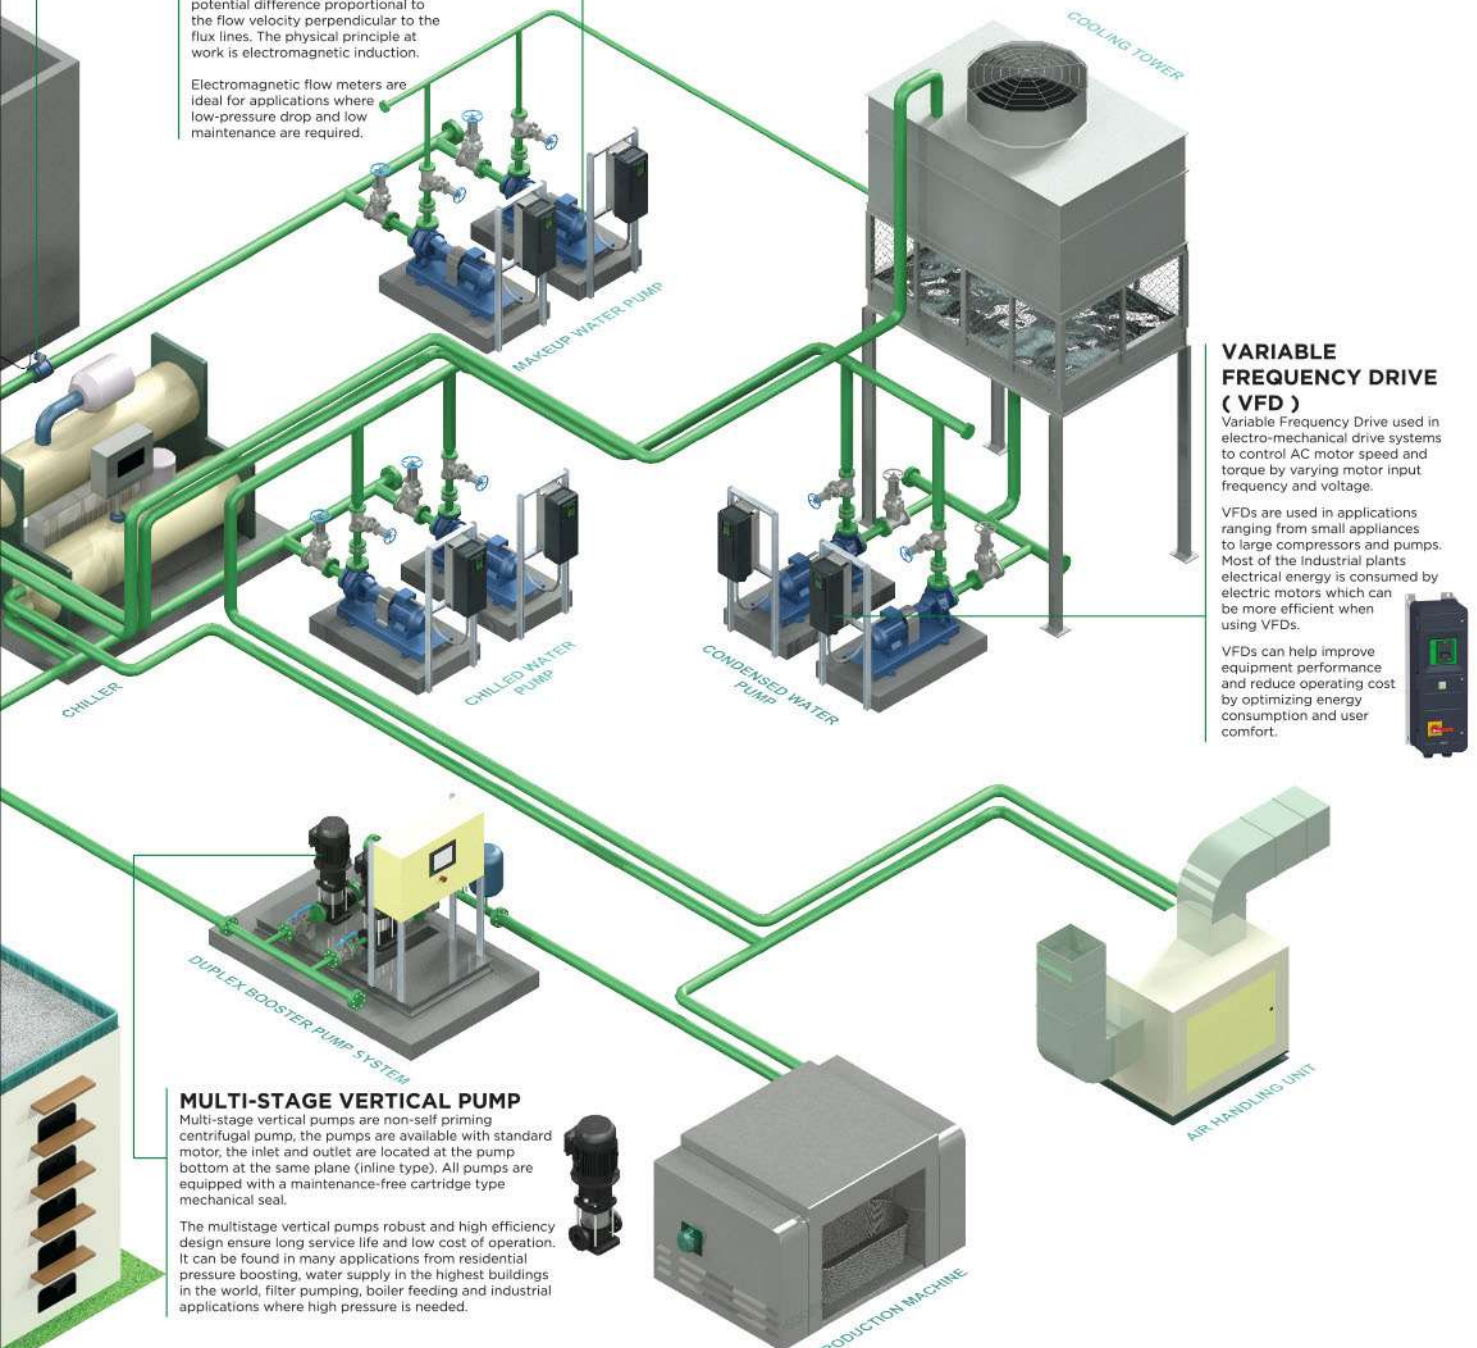 potential difference proportional to
the flow velocity perpendicular to the
flux lines. The physical principle at
work is electromagnetic induction.
Electromagnetic flow meters are
ideal for applications where
low-pressure drop and low
maintenance are required.
COOLING TOWER
MAKEUP WATER PUMP
VARIABLE
FREQUENCY DRIVE
( VFD )
Variable Frequency Drive used in
electro-mechanical drive systems
to control AC motor speed and
torque by varying motor input
frequency and voltage.
VFDs are used in applications
ranging from small appliances
to large compressors and pumps.
Most of the Industrial plants
electrical energy is consumed by
electric motors which can
be more efficient when
using VFDs.
VFDs can help improve
equipment performance
and reduce operating cost
by optimizing energy
consumption and user
comfort.
CHILLER
CHILLED WATER
PUMP
CONDENSED WATER
PUMP
DUPLEX BOOSTER PUMP SYSTEM
AIR HANDLING UNIT
MULTI-STAGE VERTICAL PUMP
Multi-stage vertical pumps are non-self priming
centrifugal pump, the pumps are available with standard
motor, the inlet and outlet are located at the pump
bottom at the same plane (inline type). All pumps are
equipped with a maintenance-free cartridge type
mechanical seal.
The multistage vertical pumps robust and high efficiency
design ensure long service life and low cost of operation.
It can be found in many applications from residential
pressure boosting, water supply in the highest buildings
in the world, filter pumping, boiler feeding and industrial
applications where high pressure is needed.
RODUCTION MACHINE